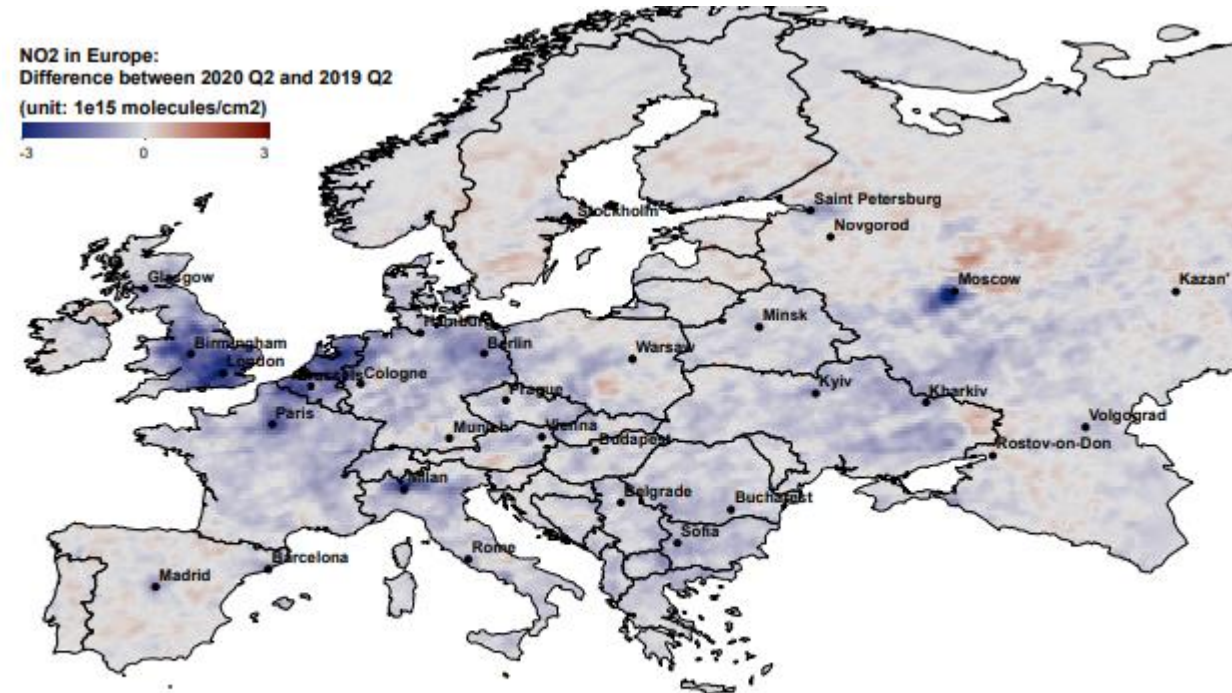 NO2 in Europe:
Difference between 2020 Q2 and 2019 Q2
(unit: 1e15 molecules/cm2)
-3 0 3
Stockholm
Saint Petersburg
Novgorod
Glasgow
Moscow
Kazan'
Hamburg
Minsk
Birmingham
Berlin
Warsaw
London
Brussels
Cologne
Prague
Kyiv
Kharkiv
Paris
Volgograd
Munich
Vienna
Budapest
Rostov-on-Don
Milan
Belgrade
Bucharest
Sofia
Barcelona
Rome
Madrid